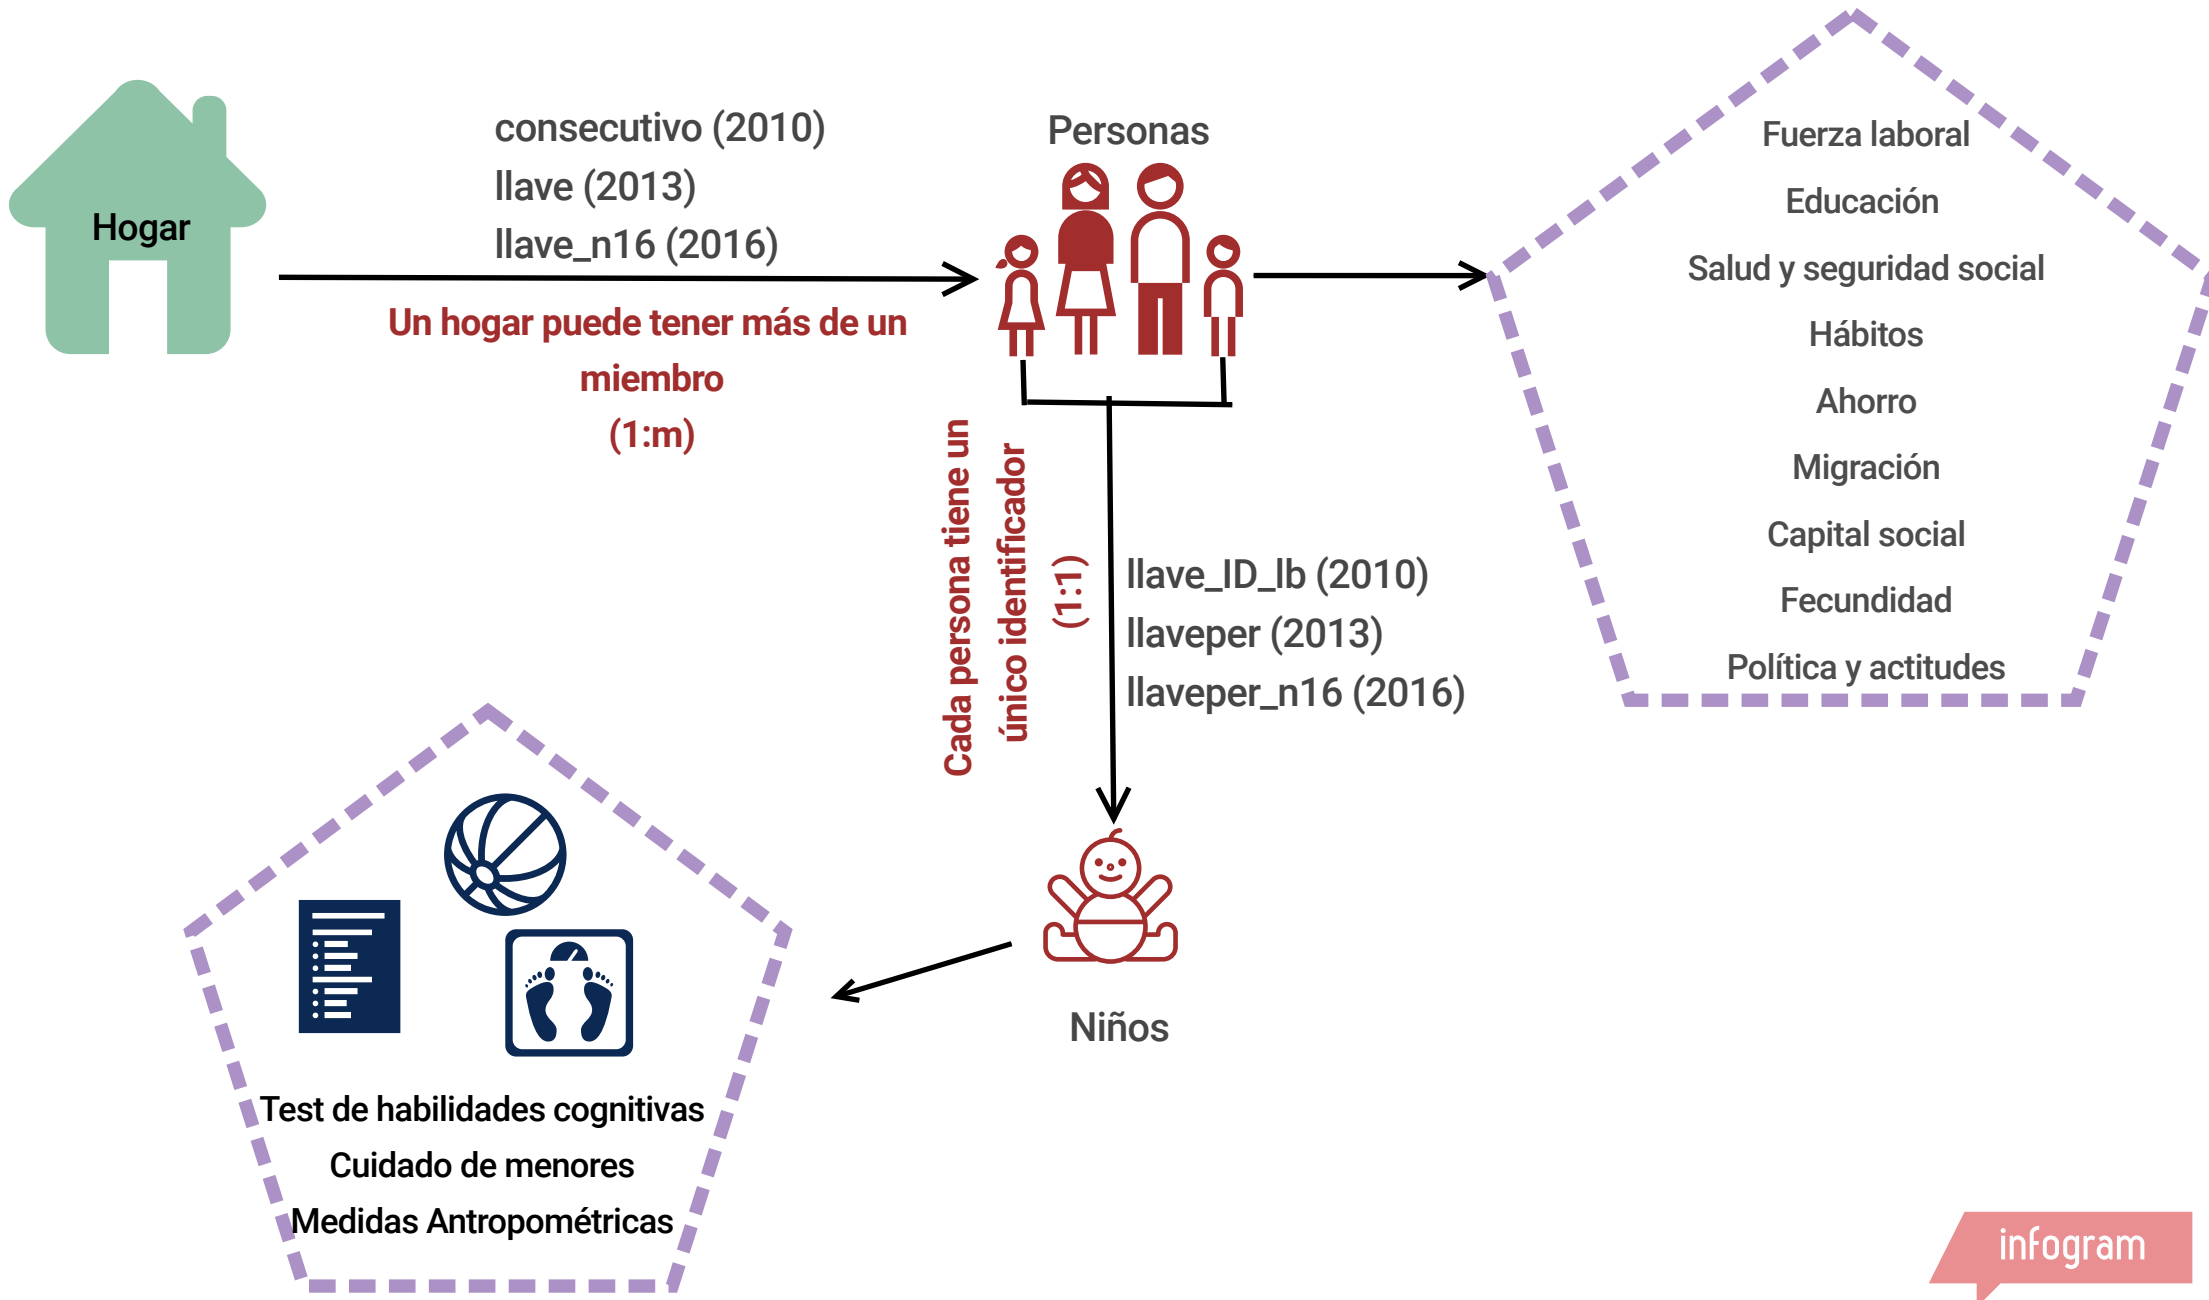 Hogar
consecutivo (2010)
llave (2013)
llave_n16 (2016)
Un hogar puede tener más de un
miembro
(1:m)
Personas
Fuerza laboral
Educación
Salud y seguridad social
Hábitos
Ahorro
Migración
Capital social
Fecundidad
Política y actitudes
Cada persona tiene un
único identificador
(1:1)
llave_ID_lb (2010)
llaveper (2013)
llaveper_n16 (2016)
Niños
Test de habilidades cognitivas
Cuidado de menores
Medidas Antropométricas
infogram